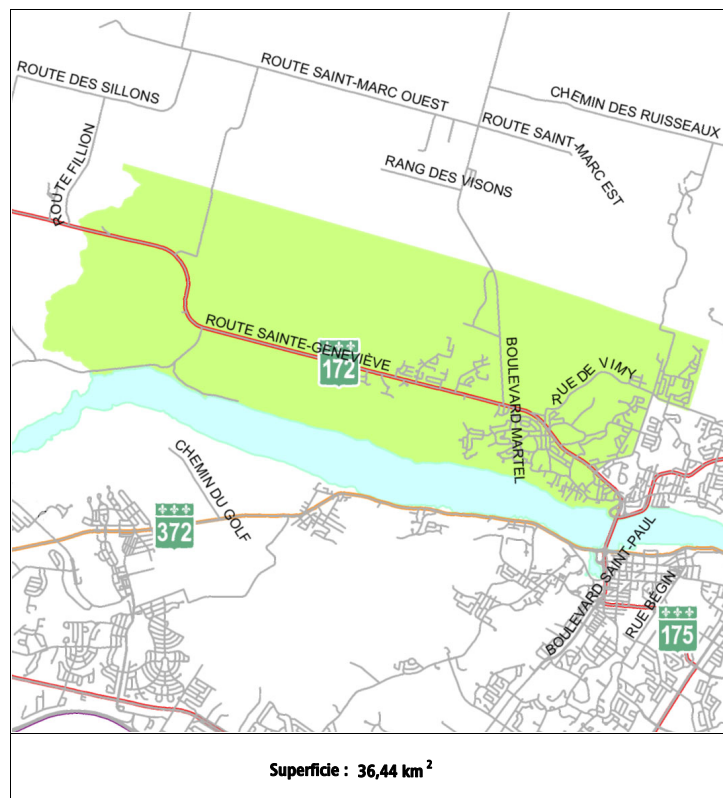 ROUTE SAINT-MARC OUEST
ROUTE DES SILLONS
CHEMIN DES RUISSEAUX
ROUTE SAINT-MARC EST
ROUTE FILLION
RANG DES VISONS
ROUTE SAINTE-GENEVIÈVE
172
BOULEVARD MARTEL
RUE DE VIMY
CHEMIN DU GOLF
372
BOULEVARD SAINT-PAUL
RUE BÉGIN
175
Superficie : 36,44 km²